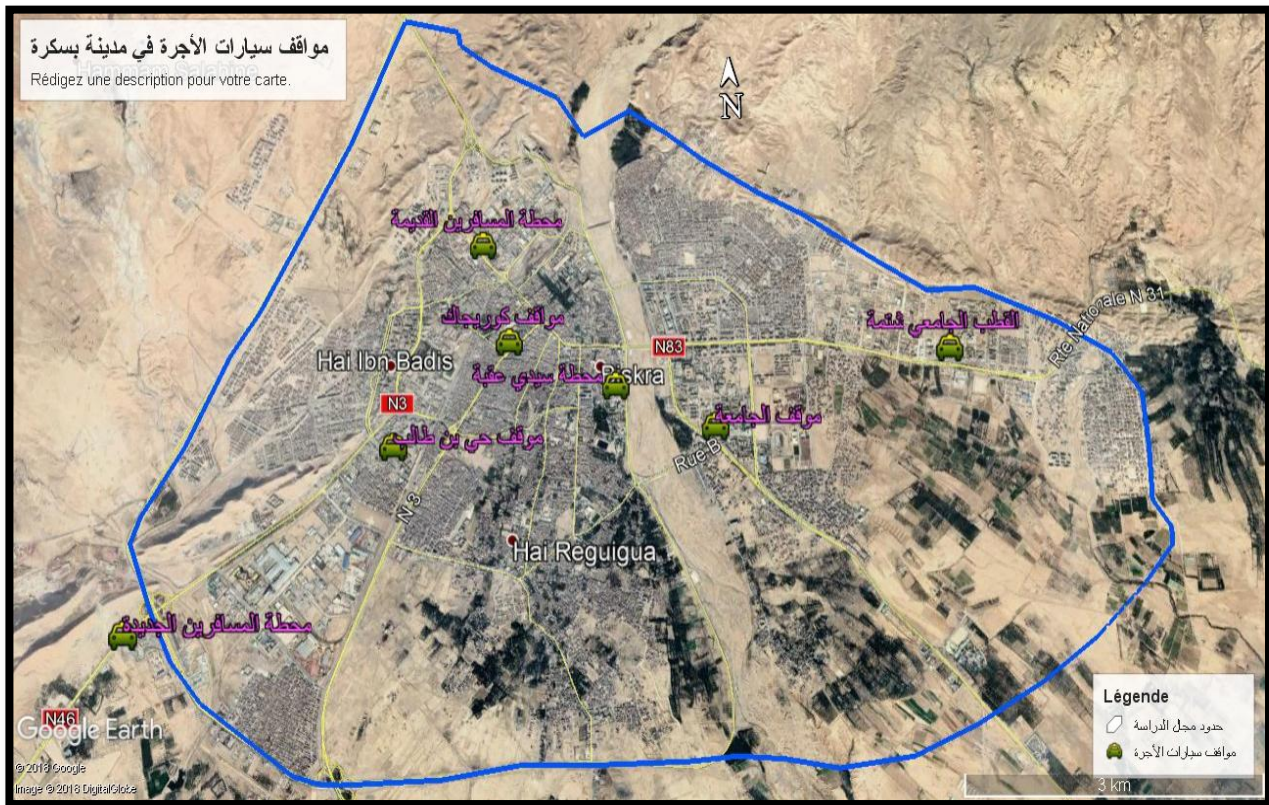 مواقف سيارات الأجرة في مدينة بسكرة
Hammam Salahine
Rédigez une description pour votre carte.
N
محطة المسافرين القديمة
مواقف كوريجاك
القطب الجامعي شتمة
Rte Nationale N 31
N83
Hai Ibn Badis
محطة سيدي عقبة
Biskra
N3
موقف الجامعة
موقف حي بن طالب
Rue B
N 3
Hai Reguigua
محطة المسافرين الجديدة
N46
Google Earth
© 2018 Google
Image © 2018 DigitalGlobe
Légende
حدود مجل الدراسة
مواقف سيارات الأجرة
3 km